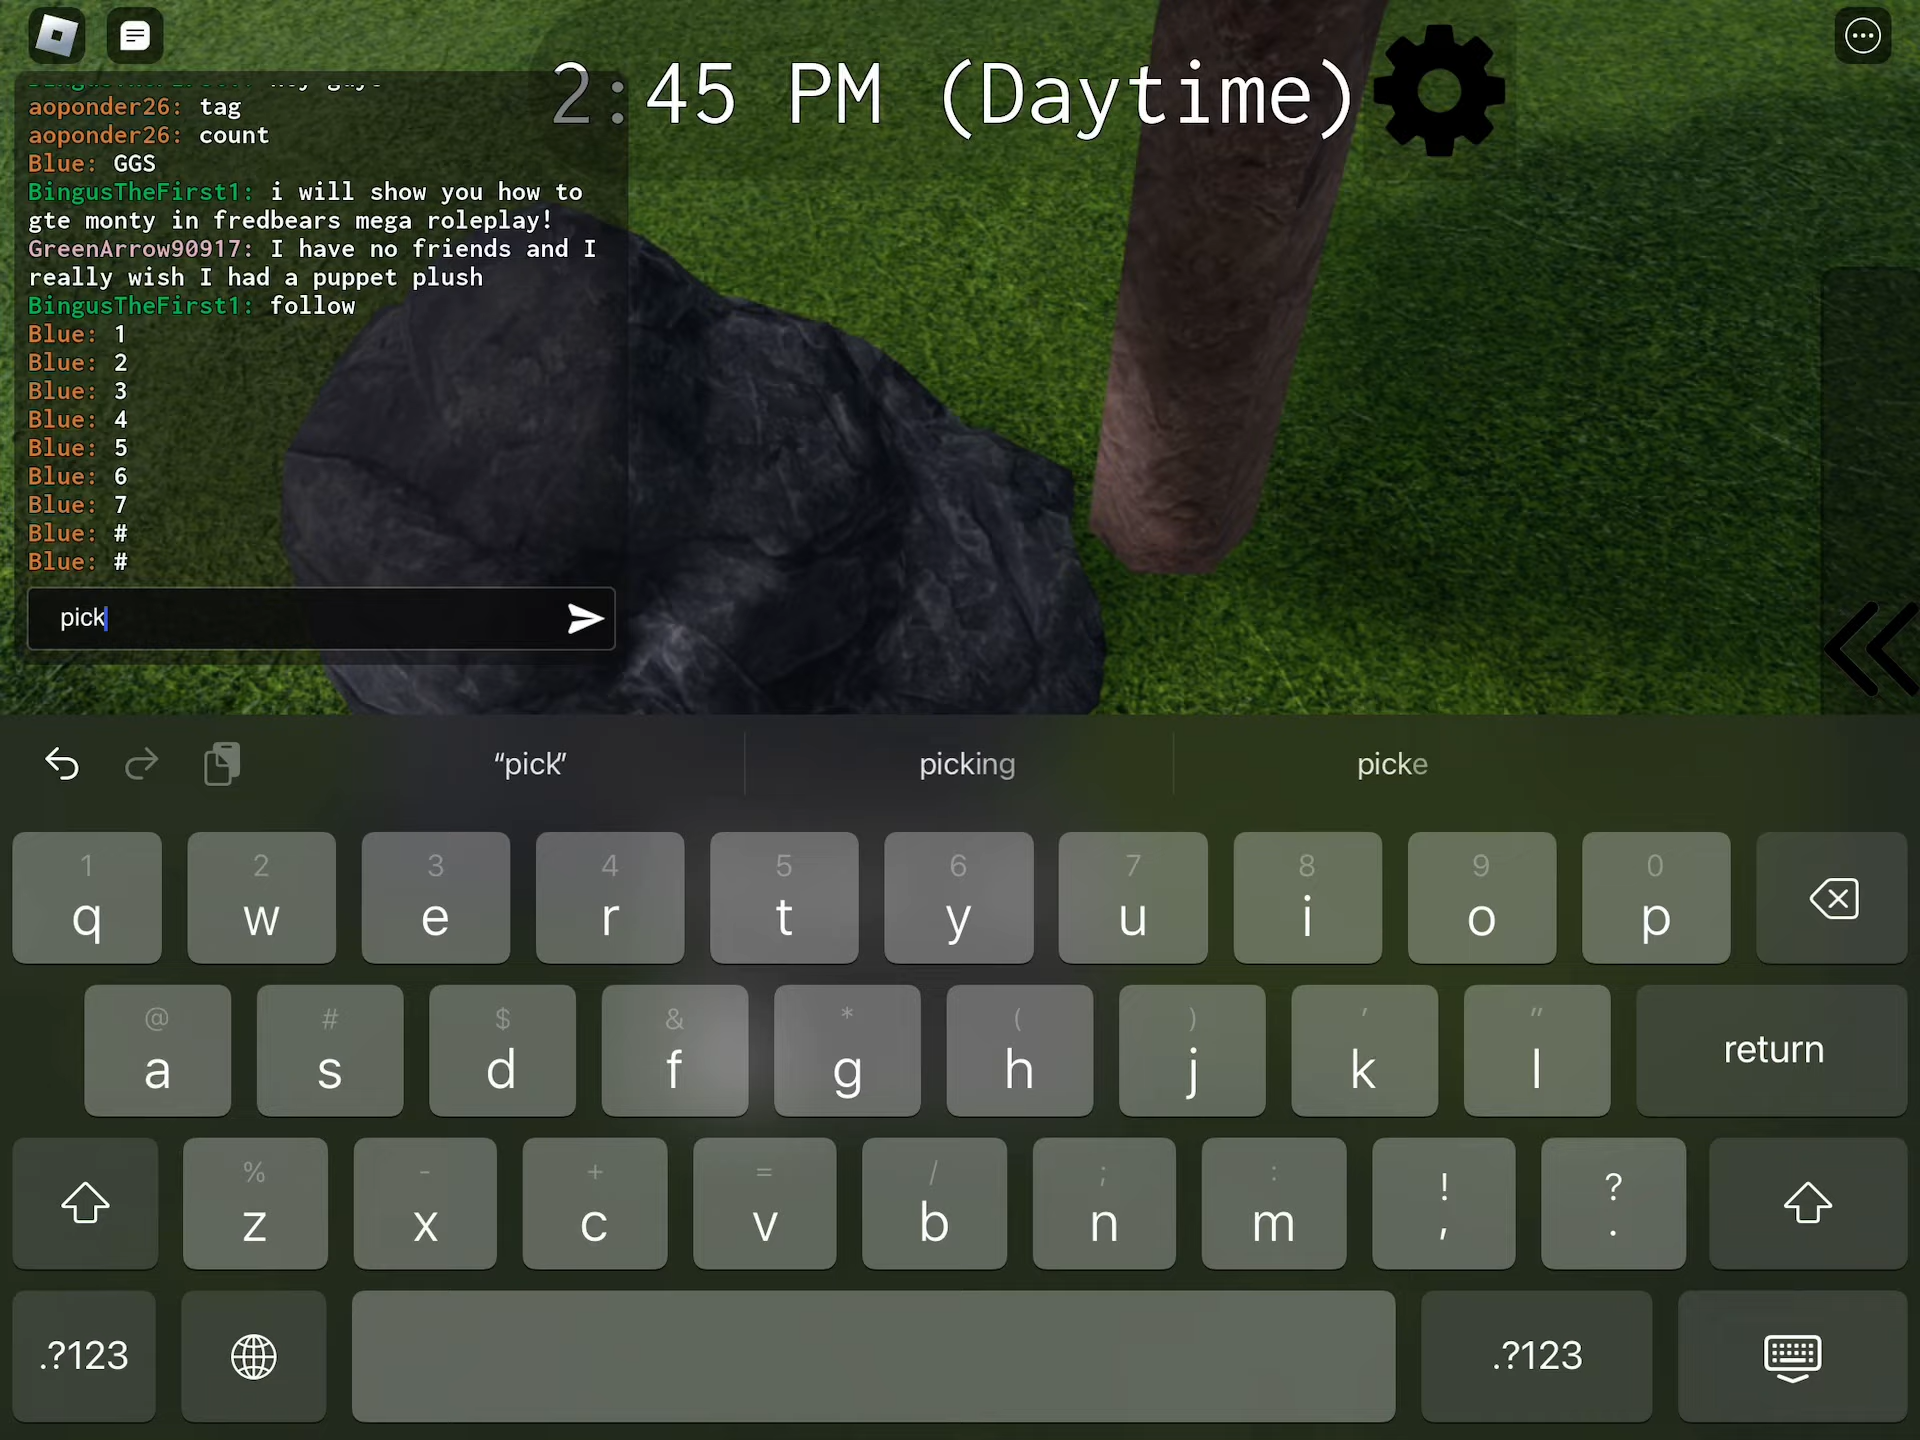 2:45 PM (Daytime)
aoponder26: tag
aoponder26: count
Blue: GGS
BingusTheFirst1: i will show you how to
gte monty in fredbears mega roleplay!
GreenArrow90917: I have no friends and I
really wish I had a puppet plush
BingusTheFirst1: follow
Blue: 1
Blue: 2
Blue: 3
Blue: 4
Blue: 5
Blue: 6
Blue: 7
Blue: #
Blue: #
pick
“pick” picking picke
1 2 3 4 5 6 7 8 9 0
q w e r t y u i o p
@ # $ & * ( ) ' "
a s d f g h j k l return
% - + = / ; : ! ?
z x c v b n m , .
.?123 .?123